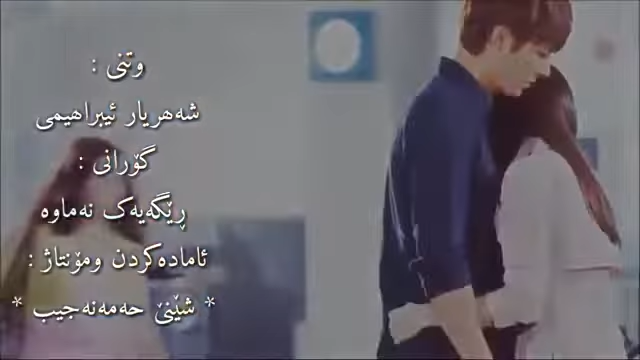 وتنی :
شەهریار ئیبراهیمی
گۆرانی :
ڕێگەیەک نەماوە
ئامادەکردن ومۆنتاژ :
* شێنێ حەمەنەجیب *